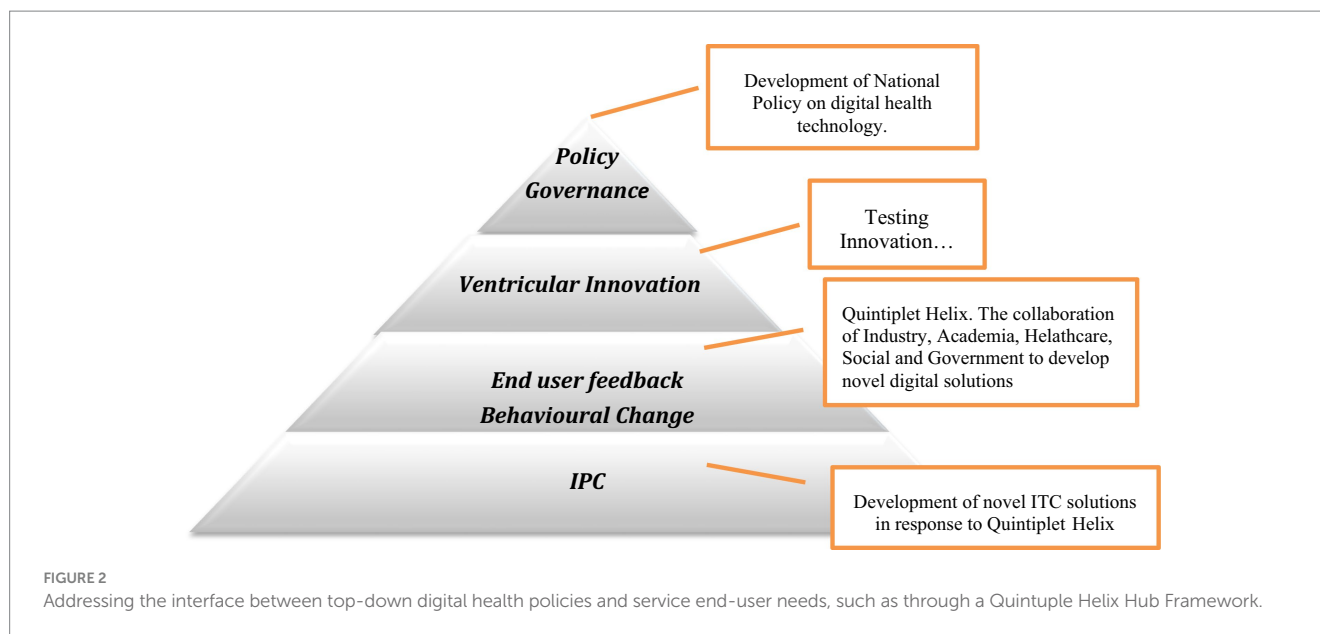 Development of National
Policy on digital health
technology.
Policy
Governance
Testing
Innovation…
Ventricular Innovation
Quintiplet Helix. The collaboration
of Industry, Academia, Helathcare,
Social and Government to develop
novel digital solutions
End user feedback
Behavioural Change
IPC
Development of novel ITC solutions
in response to Quintiplet Helix
FIGURE 2
Addressing the interface between top-down digital health policies and service end-user needs, such as through a Quintuple Helix Hub Framework.